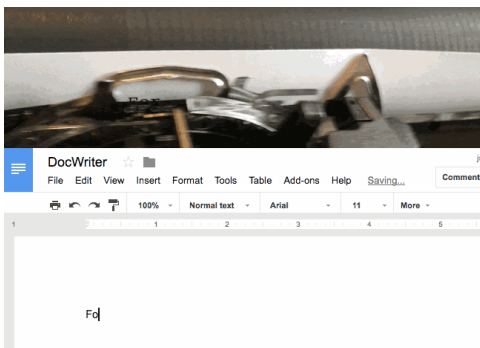 For
DocWriter
File Edit View Insert Format Tools Table Add-ons Help Saving...
Comment
100% Normal text Arial 11 More
1 1 2 3 4 5
Fo